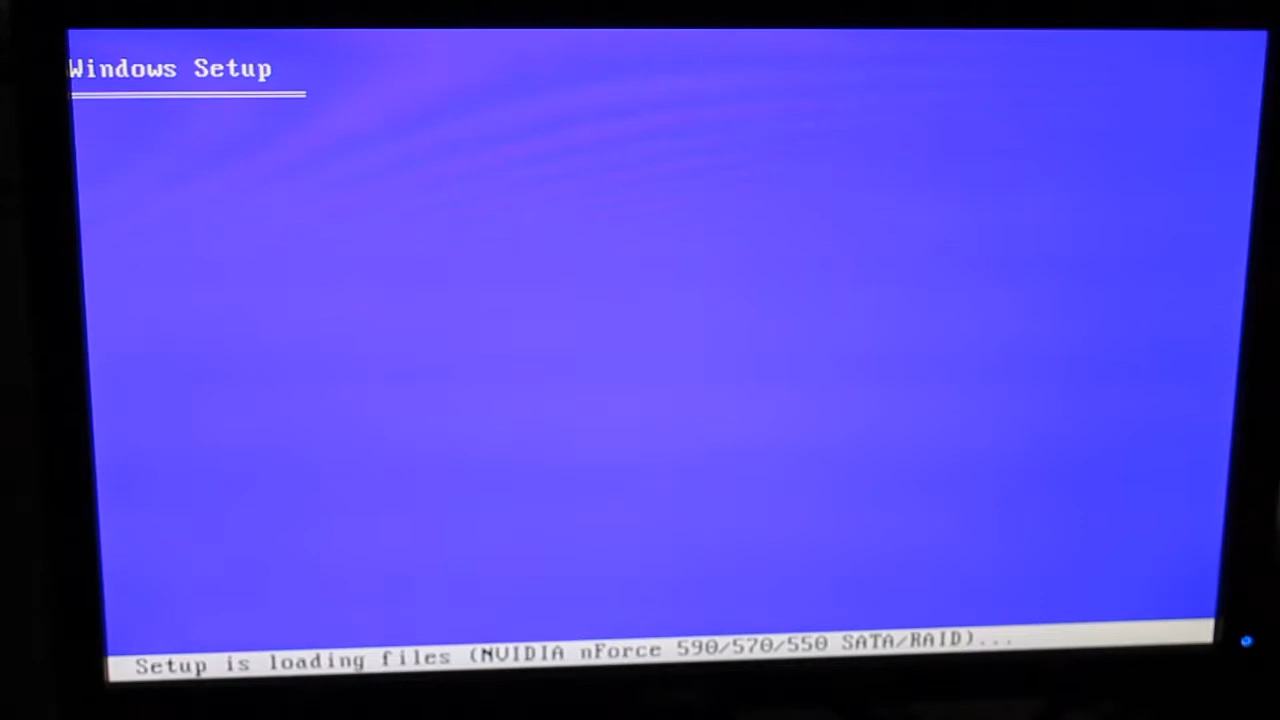 Windows Setup
Setup is loading files (NVIDIA nForce 590/570/550 SATA/RAID)...